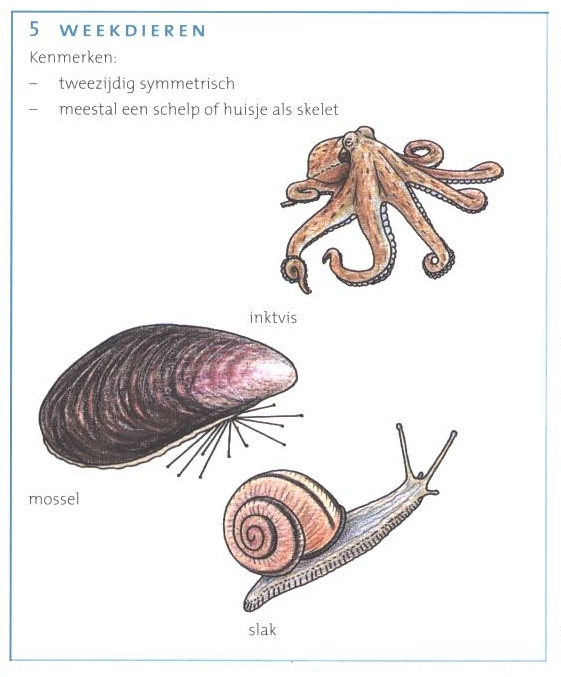 5 WEEKDIEREN
Kenmerken:
– tweezijdig symmetrisch
– meestal een schelp of huisje als skelet
inktvis
mossel
slak